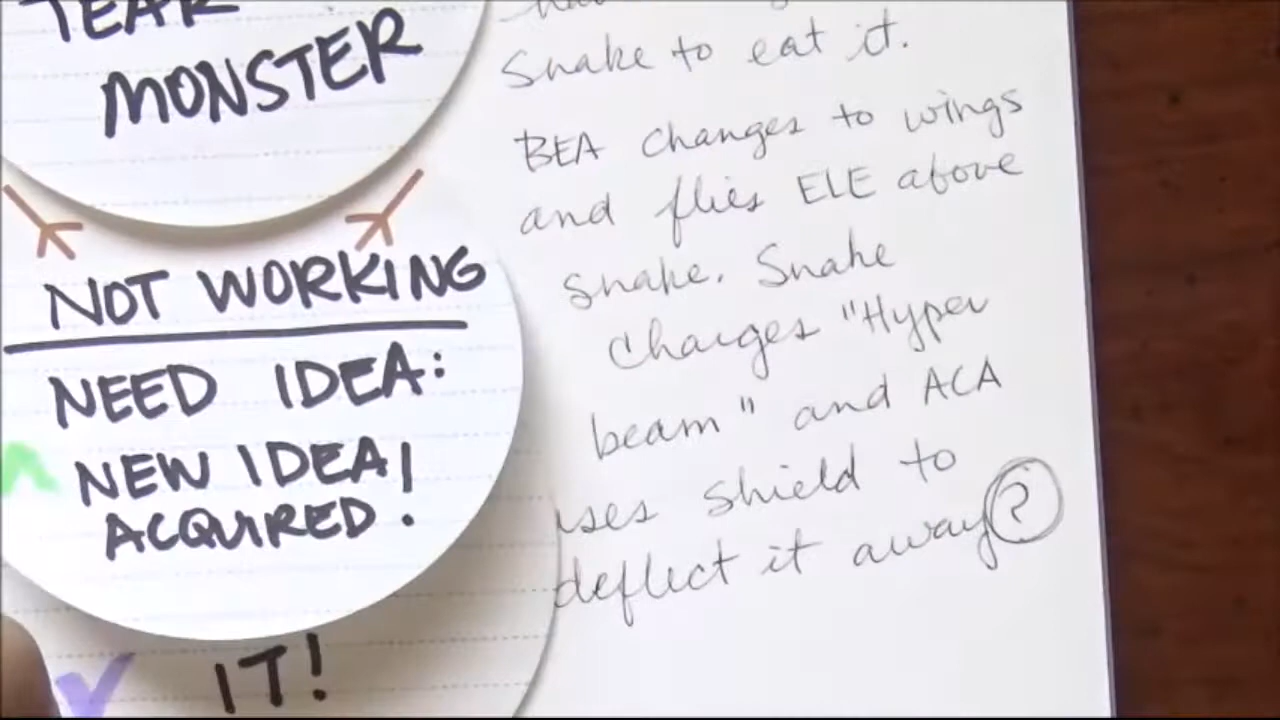 TEAR
MONSTER
NOT WORKING
NEED IDEA:
NEW IDEA!
ACQUIRED.
IT!
Snake to eat it.
BEA changes to wings
and flies ELE above
snake. Snake
Charges "Hyper
beam" and ACA
uses shield to
deflect it away?